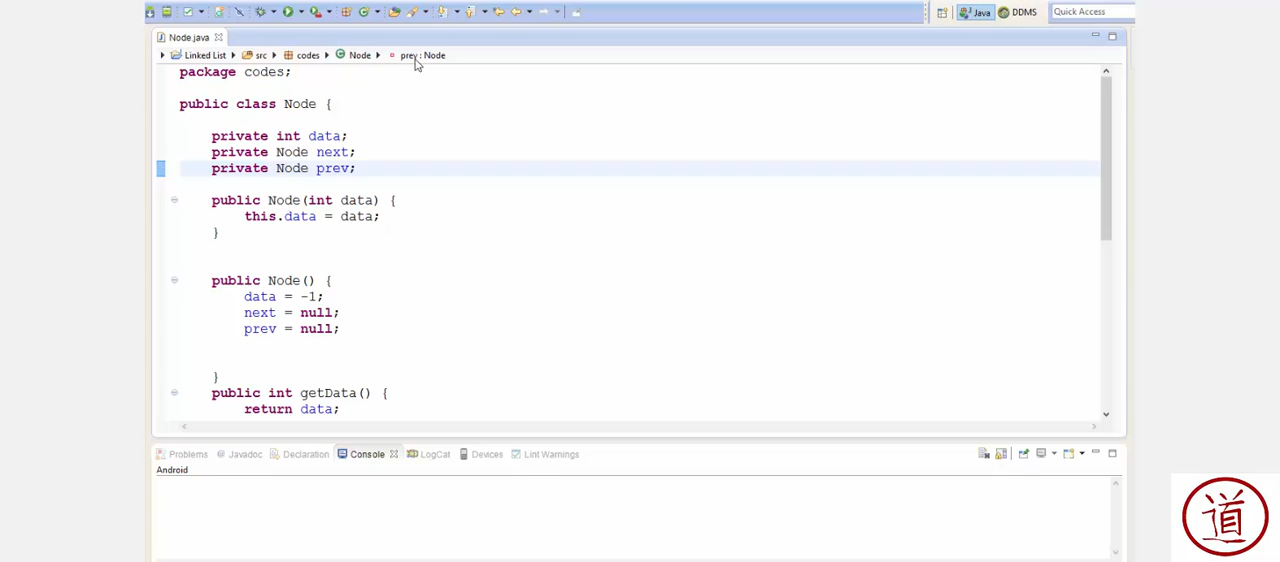 Java
DDMS
Quick Access
Node.java
Linked List
src
codes
Node
prev : Node
package codes;
public class Node {
private int data;
private Node next;
private Node prev;
public Node(int data) {
this.data = data;
}
public Node() {
data = -1;
next = null;
prev = null;
}
public int getData() {
return data;
Problems
Javadoc
Declaration
Console
LogCat
Devices
Lint Warnings
Android
道